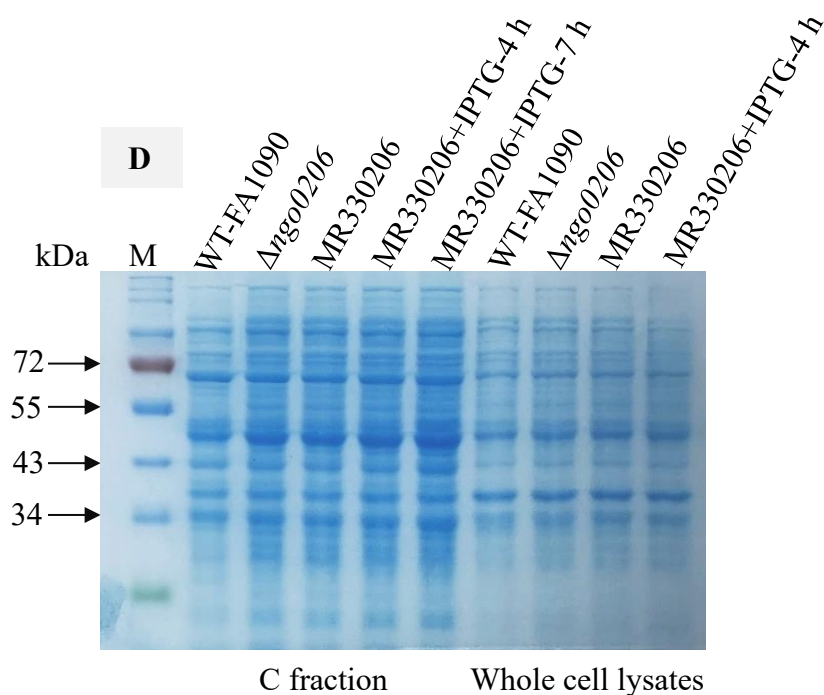 D
WT-FA1090
Δngo0206
MR330206
MR330206+IPTG-4 h
MR330206+IPTG-7 h
WT-FA1090
Δngo0206
MR330206
MR330206+IPTG-4 h
kDa
M
72
55
43
34
C fraction
Whole cell lysates